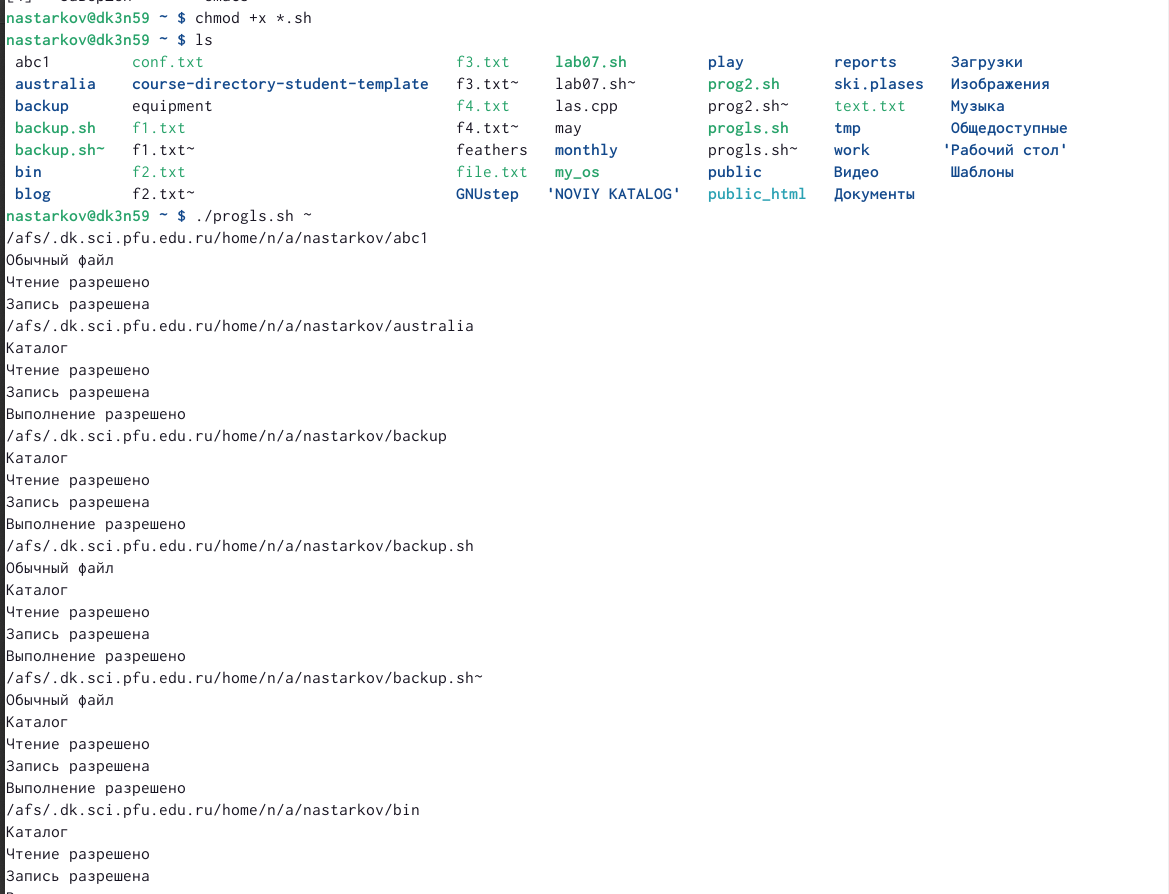 nastarkov@dk3n59 ~ $ chmod +x *.sh
nastarkov@dk3n59 ~ $ ls
abc1 conf.txt f3.txt lab07.sh play reports Загрузки
australia course-directory-student-template f3.txt~ lab07.sh~ prog2.sh ski.plases Изображения
backup equipment f4.txt las.cpp prog2.sh~ text.txt Музыка
backup.sh f1.txt f4.txt~ may progls.sh tmp Общедоступные
backup.sh~ f1.txt~ feathers monthly progls.sh~ work 'Рабочий стол'
bin f2.txt file.txt my_os public Видео Шаблоны
blog f2.txt~ GNUstep 'NOVIY KATALOG' public_html Документы
nastarkov@dk3n59 ~ $ ./progls.sh ~
/afs/.dk.sci.pfu.edu.ru/home/n/a/nastarkov/abc1
Обычный файл
Чтение разрешено
Запись разрешена
/afs/.dk.sci.pfu.edu.ru/home/n/a/nastarkov/australia
Каталог
Чтение разрешено
Запись разрешена
Выполнение разрешено
/afs/.dk.sci.pfu.edu.ru/home/n/a/nastarkov/backup
Каталог
Чтение разрешено
Запись разрешена
Выполнение разрешено
/afs/.dk.sci.pfu.edu.ru/home/n/a/nastarkov/backup.sh
Обычный файл
Каталог
Чтение разрешено
Запись разрешена
Выполнение разрешено
/afs/.dk.sci.pfu.edu.ru/home/n/a/nastarkov/backup.sh~
Обычный файл
Каталог
Чтение разрешено
Запись разрешена
Выполнение разрешено
/afs/.dk.sci.pfu.edu.ru/home/n/a/nastarkov/bin
Каталог
Чтение разрешено
Запись разрешена